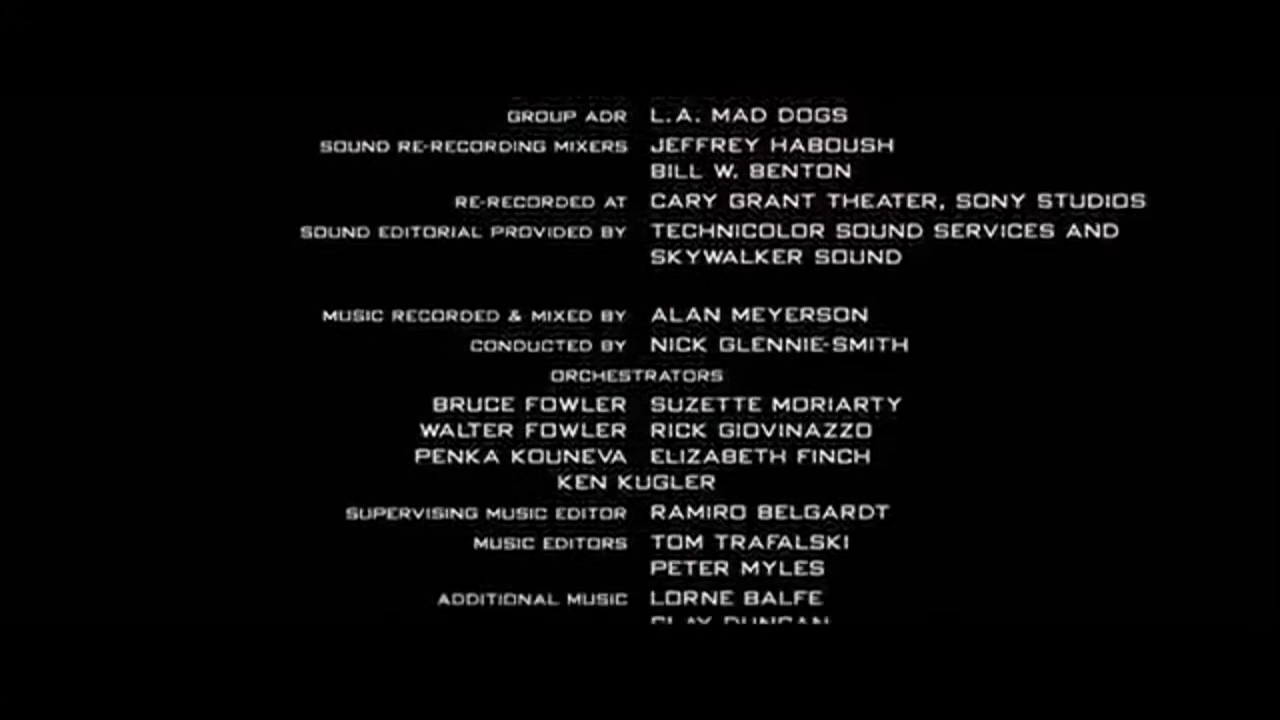 GROUP ADR L.A. MAD DOGS
SOUND RE-RECORDING MIXERS JEFFREY HABOUSH
BILL W. BENTON
RE-RECORDED AT CARY GRANT THEATER, SONY STUDIOS
SOUND EDITORIAL PROVIDED BY TECHNICOLOR SOUND SERVICES AND
SKYWALKER SOUND
MUSIC RECORDED & MIXED BY ALAN MEYERSON
CONDUCTED BY NICK GLENNIE-SMITH
ORCHESTRATORS
BRUCE FOWLER SUZETTE MORIARTY
WALTER FOWLER RICK GIOVINAZZO
PENKA KOUNEVA ELIZABETH FINCH
KEN KUGLER
SUPERVISING MUSIC EDITOR RAMIRO BELGARDT
MUSIC EDITORS TOM TRAFALSKI
PETER MYLES
ADDITIONAL MUSIC LORNE BALFE
CLAY DUNCAN